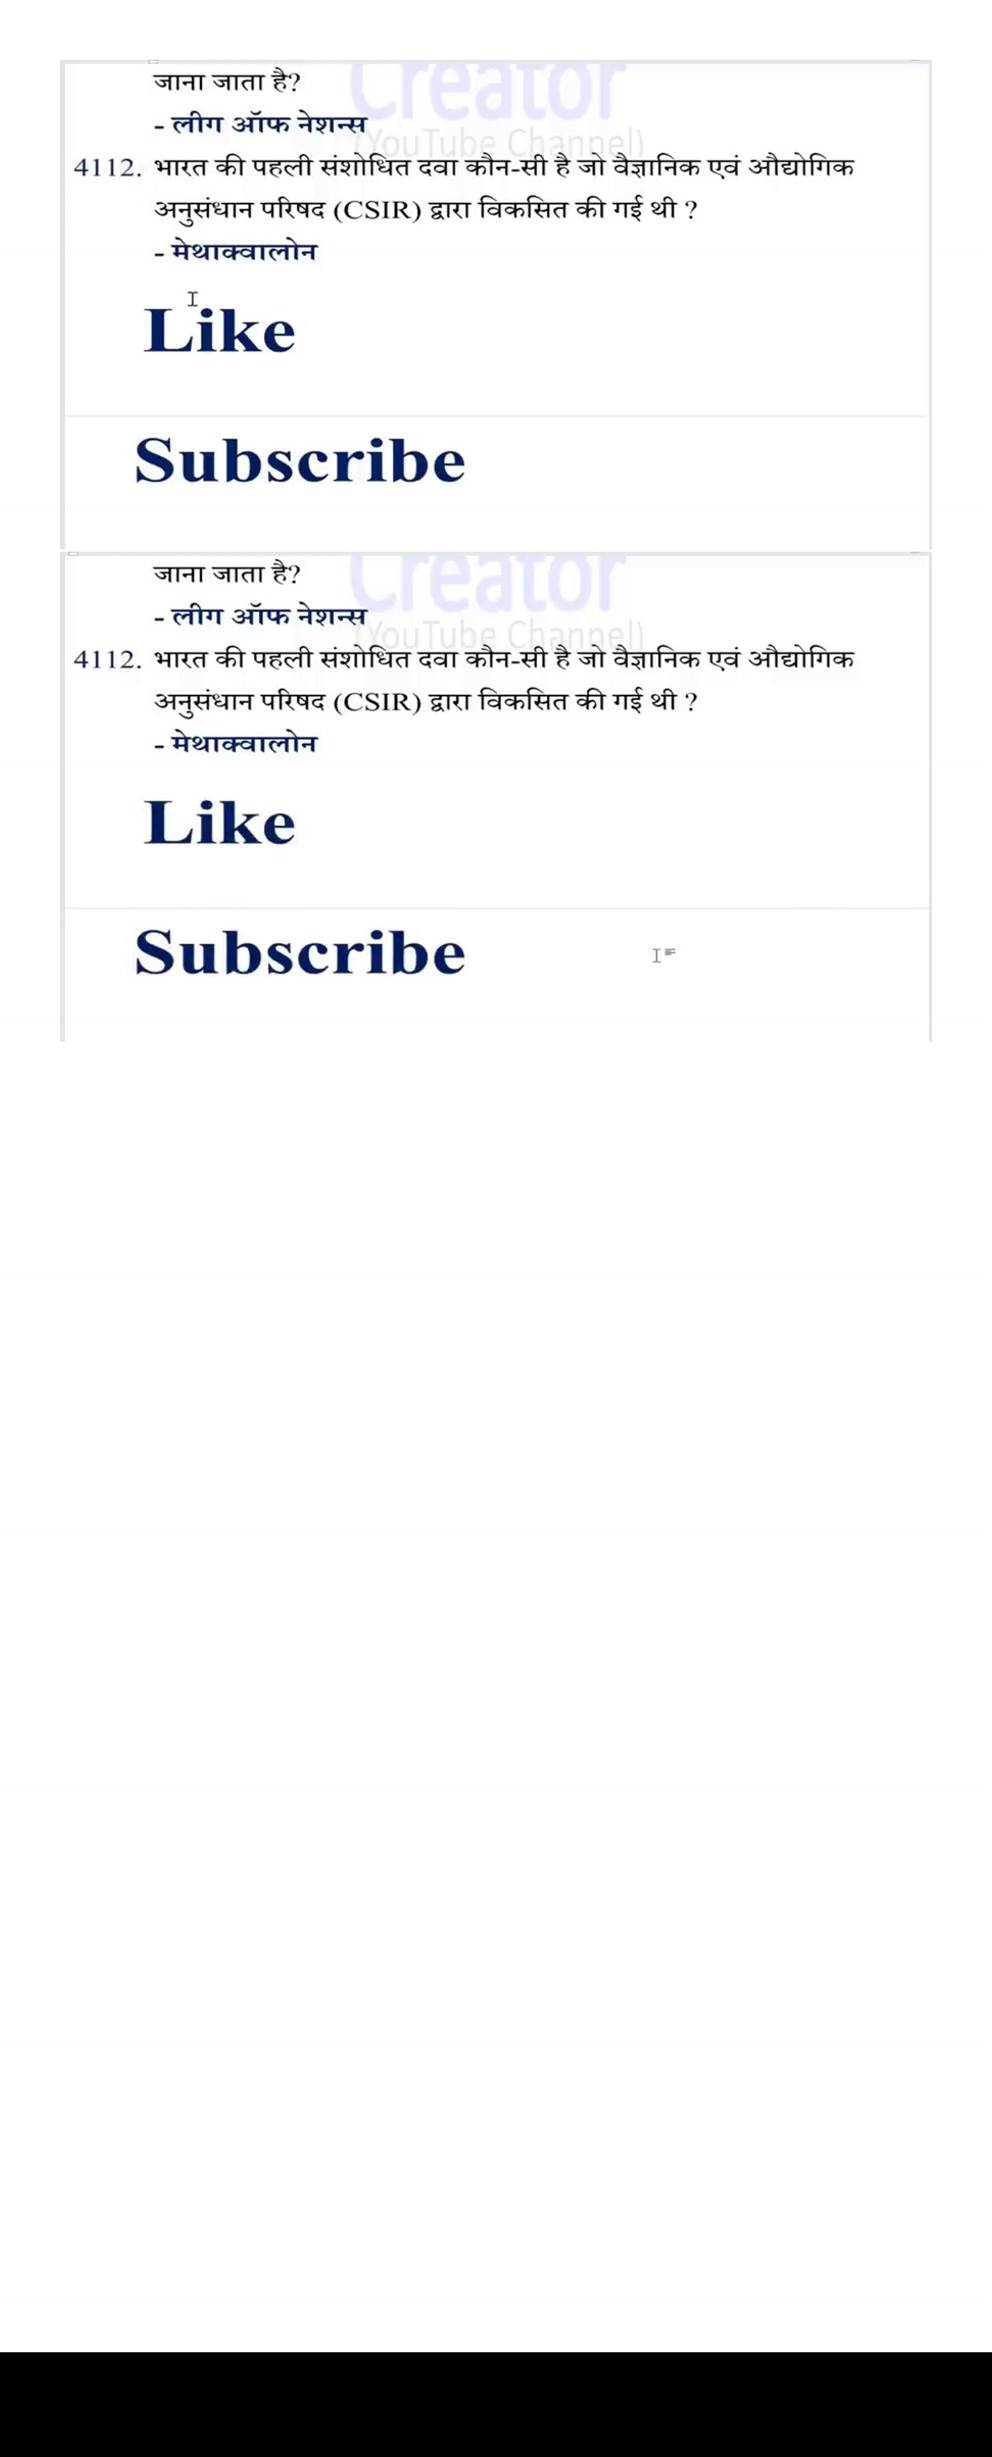 Creator
जाना जाता है?
- लीग ऑफ नेशन्स
(YouTube Channel)
4112. भारत की पहली संशोधित दवा कौन-सी है जो वैज्ञानिक एवं औद्योगिक
अनुसंधान परिषद (CSIR) द्वारा विकसित की गई थी ?
- मेथाक्वालोन
Like
Subscribe
Creator
जाना जाता है?
- लीग ऑफ नेशन्स
(YouTube Channel)
4112. भारत की पहली संशोधित दवा कौन-सी है जो वैज्ञानिक एवं औद्योगिक
अनुसंधान परिषद (CSIR) द्वारा विकसित की गई थी ?
- मेथाक्वालोन
Like
Subscribe